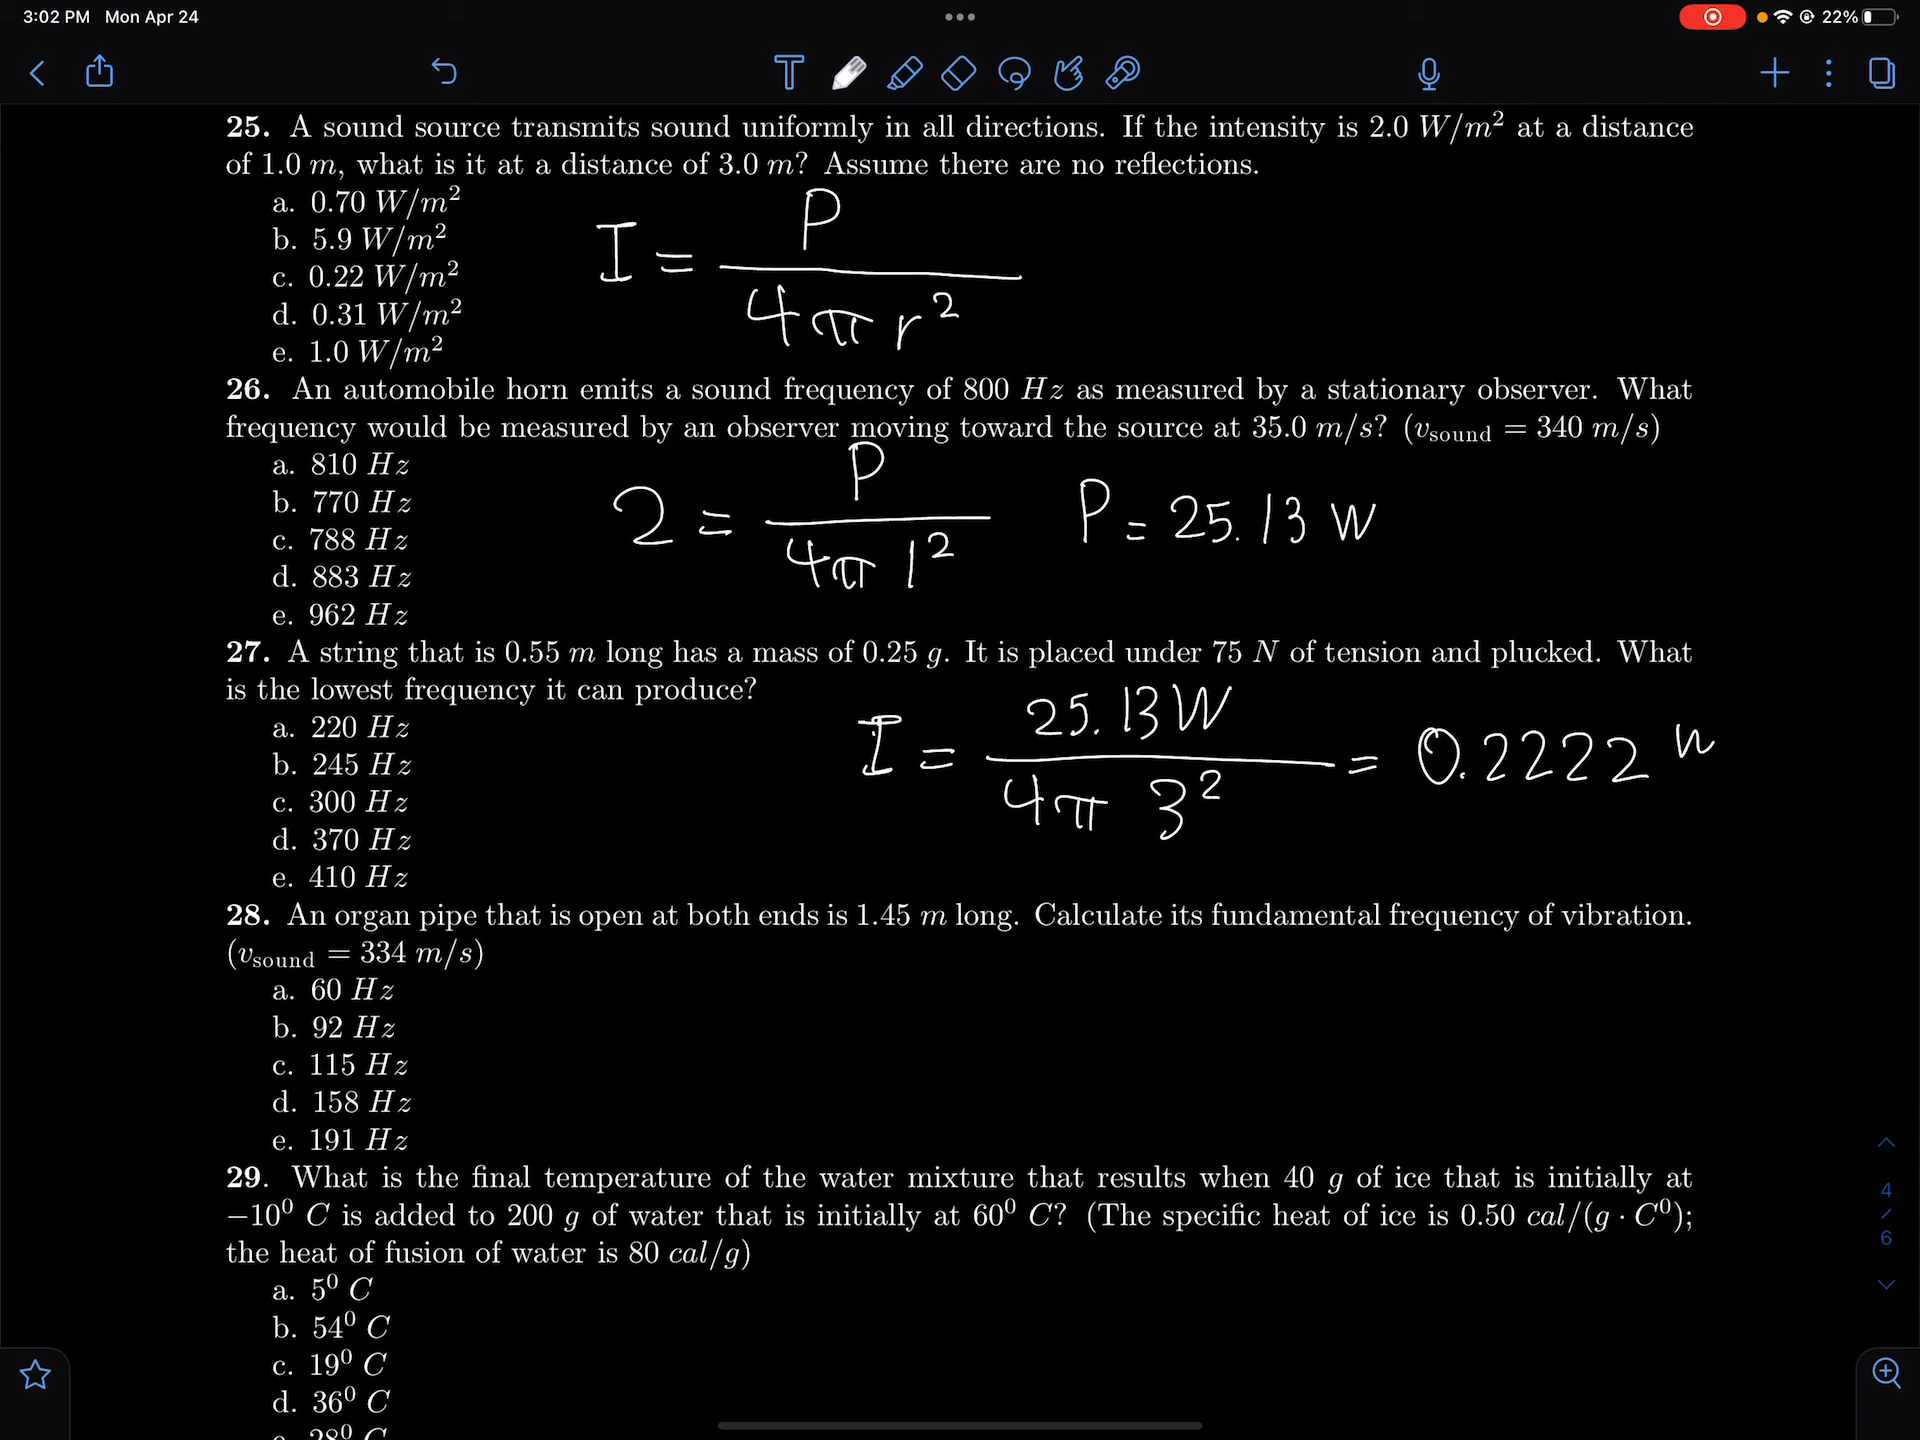 3:02 PM Mon Apr 24
22%
25. A sound source transmits sound uniformly in all directions. If the intensity is 2.0 W/m² at a distance
of 1.0 m, what is it at a distance of 3.0 m? Assume there are no reflections.
a. 0.70 W/m²
b. 5.9 W/m²
c. 0.22 W/m²
d. 0.31 W/m²
e. 1.0 W/m²
I = P / 4π r²
26. An automobile horn emits a sound frequency of 800 Hz as measured by a stationary observer. What
frequency would be measured by an observer moving toward the source at 35.0 m/s? (v_sound = 340 m/s)
a. 810 Hz
b. 770 Hz
c. 788 Hz
d. 883 Hz
e. 962 Hz
2 = P / 4π 1² P = 25.13 W
27. A string that is 0.55 m long has a mass of 0.25 g. It is placed under 75 N of tension and plucked. What
is the lowest frequency it can produce?
a. 220 Hz
b. 245 Hz
c. 300 Hz
d. 370 Hz
e. 410 Hz
I = 25.13 W / 4π 3² = 0.2222
28. An organ pipe that is open at both ends is 1.45 m long. Calculate its fundamental frequency of vibration.
(v_sound = 334 m/s)
a. 60 Hz
b. 92 Hz
c. 115 Hz
d. 158 Hz
e. 191 Hz
29. What is the final temperature of the water mixture that results when 40 g of ice that is initially at
−10⁰ C is added to 200 g of water that is initially at 60⁰ C? (The specific heat of ice is 0.50 cal/(g · C⁰);
the heat of fusion of water is 80 cal/g)
a. 5⁰ C
b. 54⁰ C
c. 19⁰ C
d. 36⁰ C
4
/
6